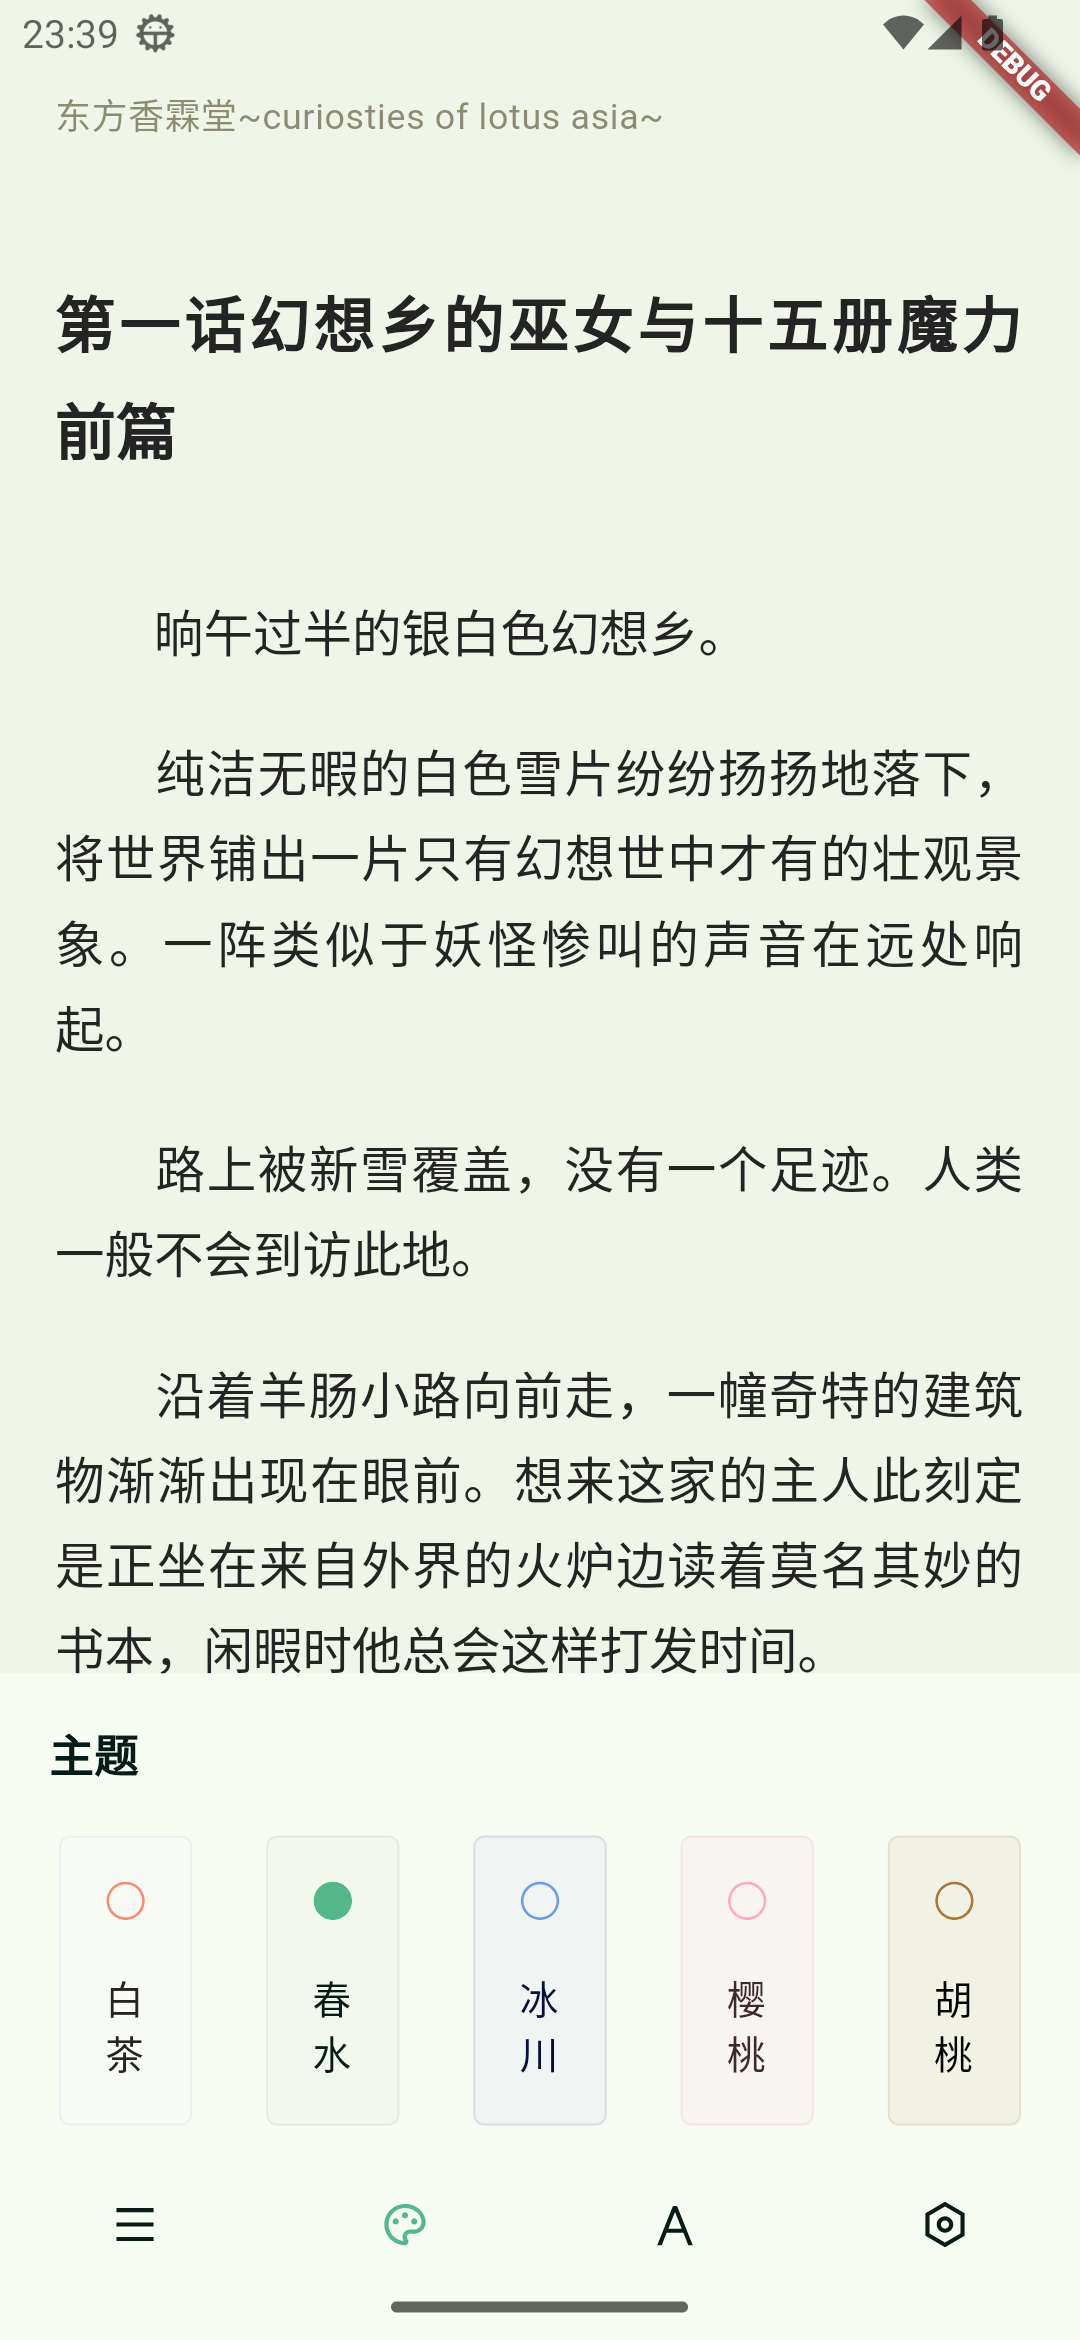 23:39
DEBUG
东方香霖堂~curiosties of lotus asia~
第一话幻想乡的巫女与十五册魔力
前篇
晌午过半的银白色幻想乡。
纯洁无暇的白色雪片纷纷扬扬地落下，
将世界铺出一片只有幻想世中才有的壮观景
象。一阵类似于妖怪惨叫的声音在远处响
起。
路上被新雪覆盖，没有一个足迹。人类
一般不会到访此地。
沿着羊肠小路向前走，一幢奇特的建筑
物渐渐出现在眼前。想来这家的主人此刻定
是正坐在来自外界的火炉边读着莫名其妙的
书本，闲暇时他总会这样打发时间。
主题
白茶
春水
冰川
樱桃
胡桃